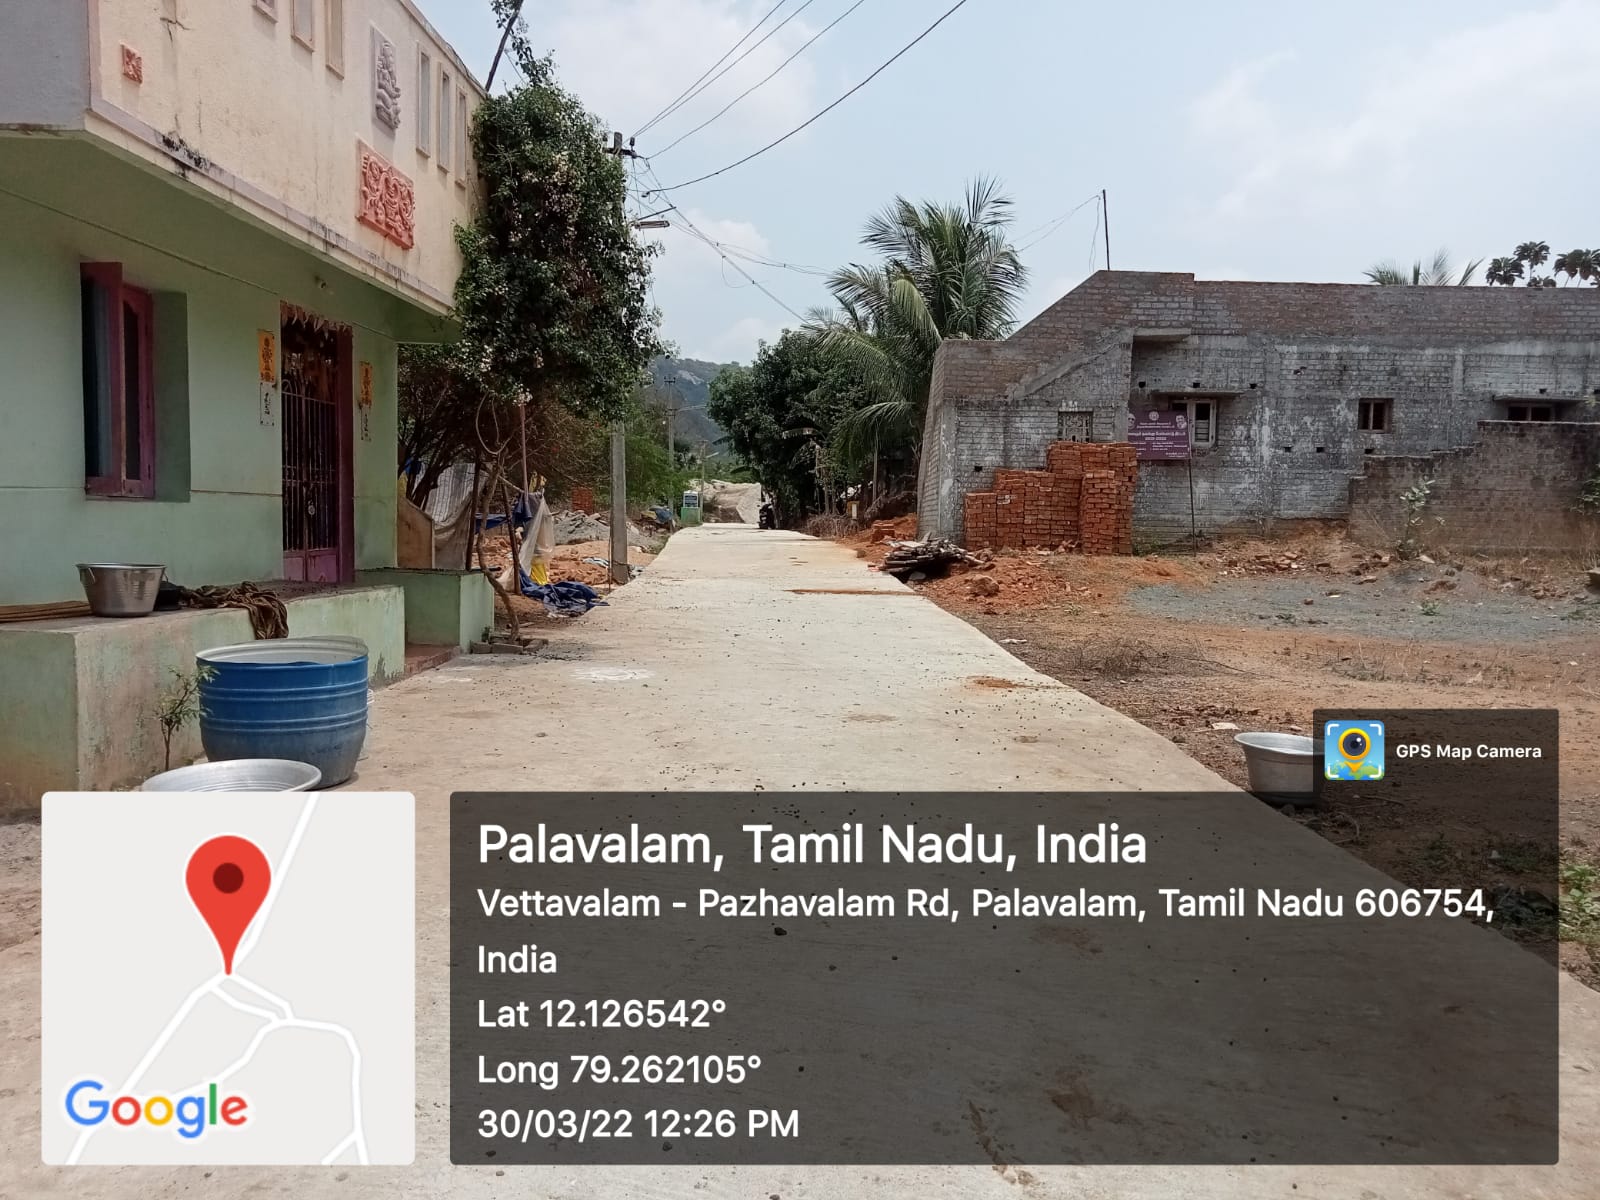 GPS Map Camera
Palavalam, Tamil Nadu, India
Vettavalam - Pazhavalam Rd, Palavalam, Tamil Nadu 606754,
India
Lat 12.126542°
Long 79.262105°
30/03/22 12:26 PM
Google